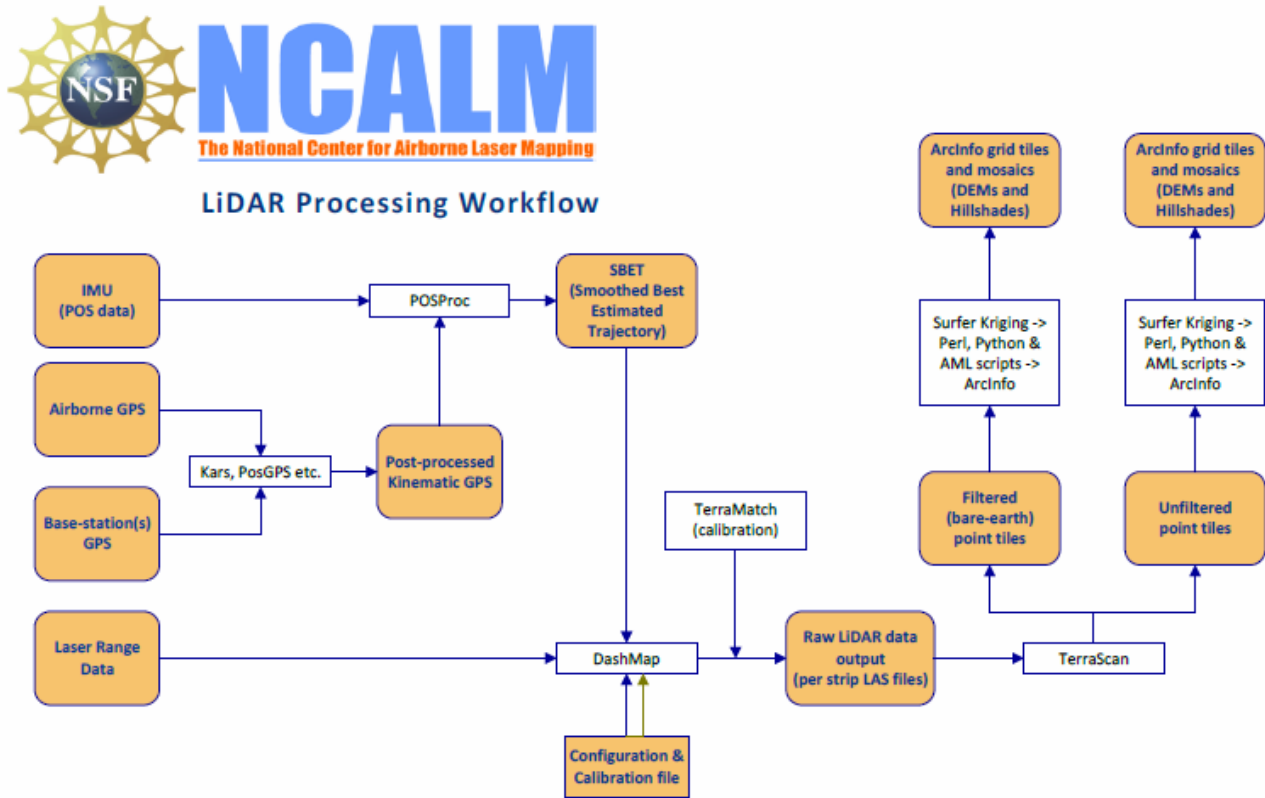 NSF
NCALM
The National Center for Airborne Laser Mapping
LiDAR Processing Workflow
IMU
(POS data)
POSProc
SBET
(Smoothed Best
Estimated
Trajectory)
Airborne GPS
Kars, PosGPS etc.
Post-processed
Kinematic GPS
Base-station(s)
GPS
Laser Range
Data
DashMap
Configuration &
Calibration file
TerraMatch
(calibration)
Raw LiDAR data
output
(per strip LAS files)
TerraScan
Filtered
(bare-earth)
point tiles
Unfiltered
point tiles
Surfer Kriging ->
Perl, Python &
AML scripts ->
ArcInfo
Surfer Kriging ->
Perl, Python &
AML scripts ->
ArcInfo
ArcInfo grid tiles
and mosaics
(DEMs and
Hillshades)
ArcInfo grid tiles
and mosaics
(DEMs and
Hillshades)